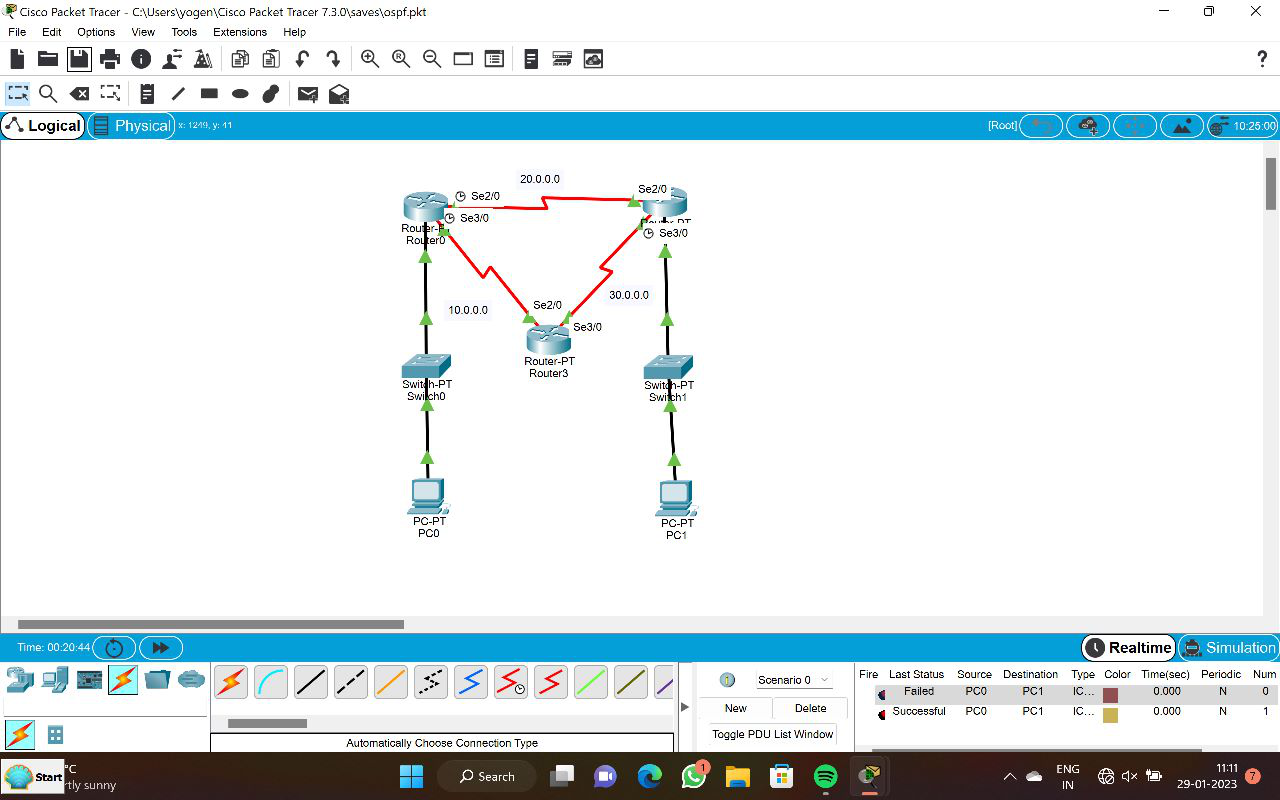 Cisco Packet Tracer - C:\Users\yogen\Cisco Packet Tracer 7.3.0\saves\ospf.pkt
File Edit Options View Tools Extensions Help
?
Logical Physical x: 1249, y: 41 [Root] 10:25:00
20.0.0.0
Se2/0 Se2/0
Se3/0
Router0
Se3/0
10.0.0.0 30.0.0.0
Se2/0
Se3/0
Router-PT
Router3
Switch-PT Switch-PT
Switch0 Switch1
PC-PT PC-PT
PC0 PC1
Time: 00:20:44 Realtime Simulation
Scenario 0
New Delete
Toggle PDU List Window
Fire Last Status Source Destination Type Color Time(sec) Periodic Num
Failed PC0 PC1 IC... 0.000 N 0
Successful PC0 PC1 IC... 0.000 N 1
Automatically Choose Connection Type
Start °C
rtly sunny
Search
1
ENG
IN
11:11
29-01-2023
7